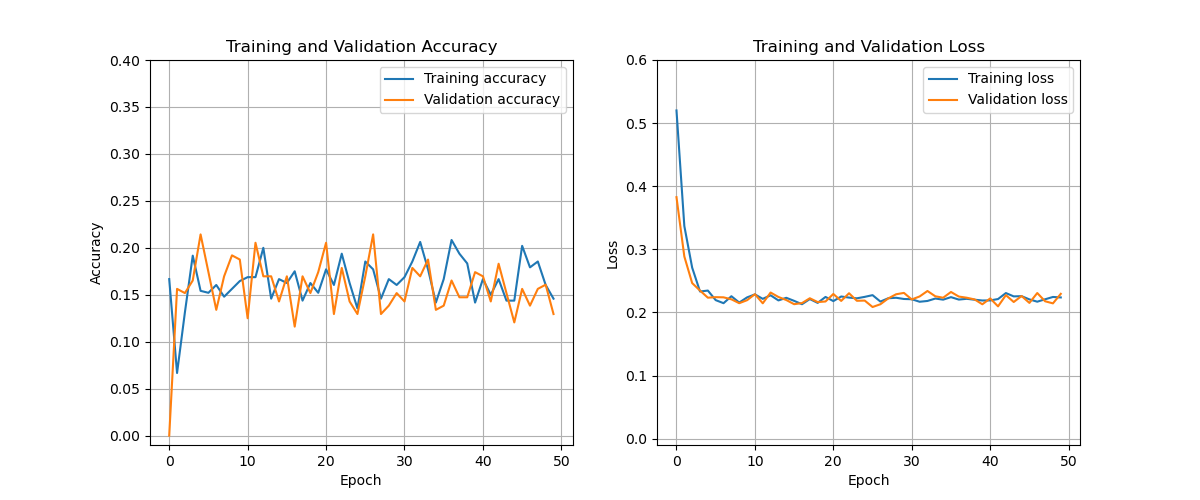 Training and Validation Accuracy
0.40
0.35
0.30
0.25
0.20
0.15
0.10
0.05
0.00
Accuracy
Training accuracy
Validation accuracy
0 10 20 30 40 50
Epoch
Training and Validation Loss
0.6
0.5
0.4
0.3
0.2
0.1
0.0
Loss
Training loss
Validation loss
0 10 20 30 40 50
Epoch